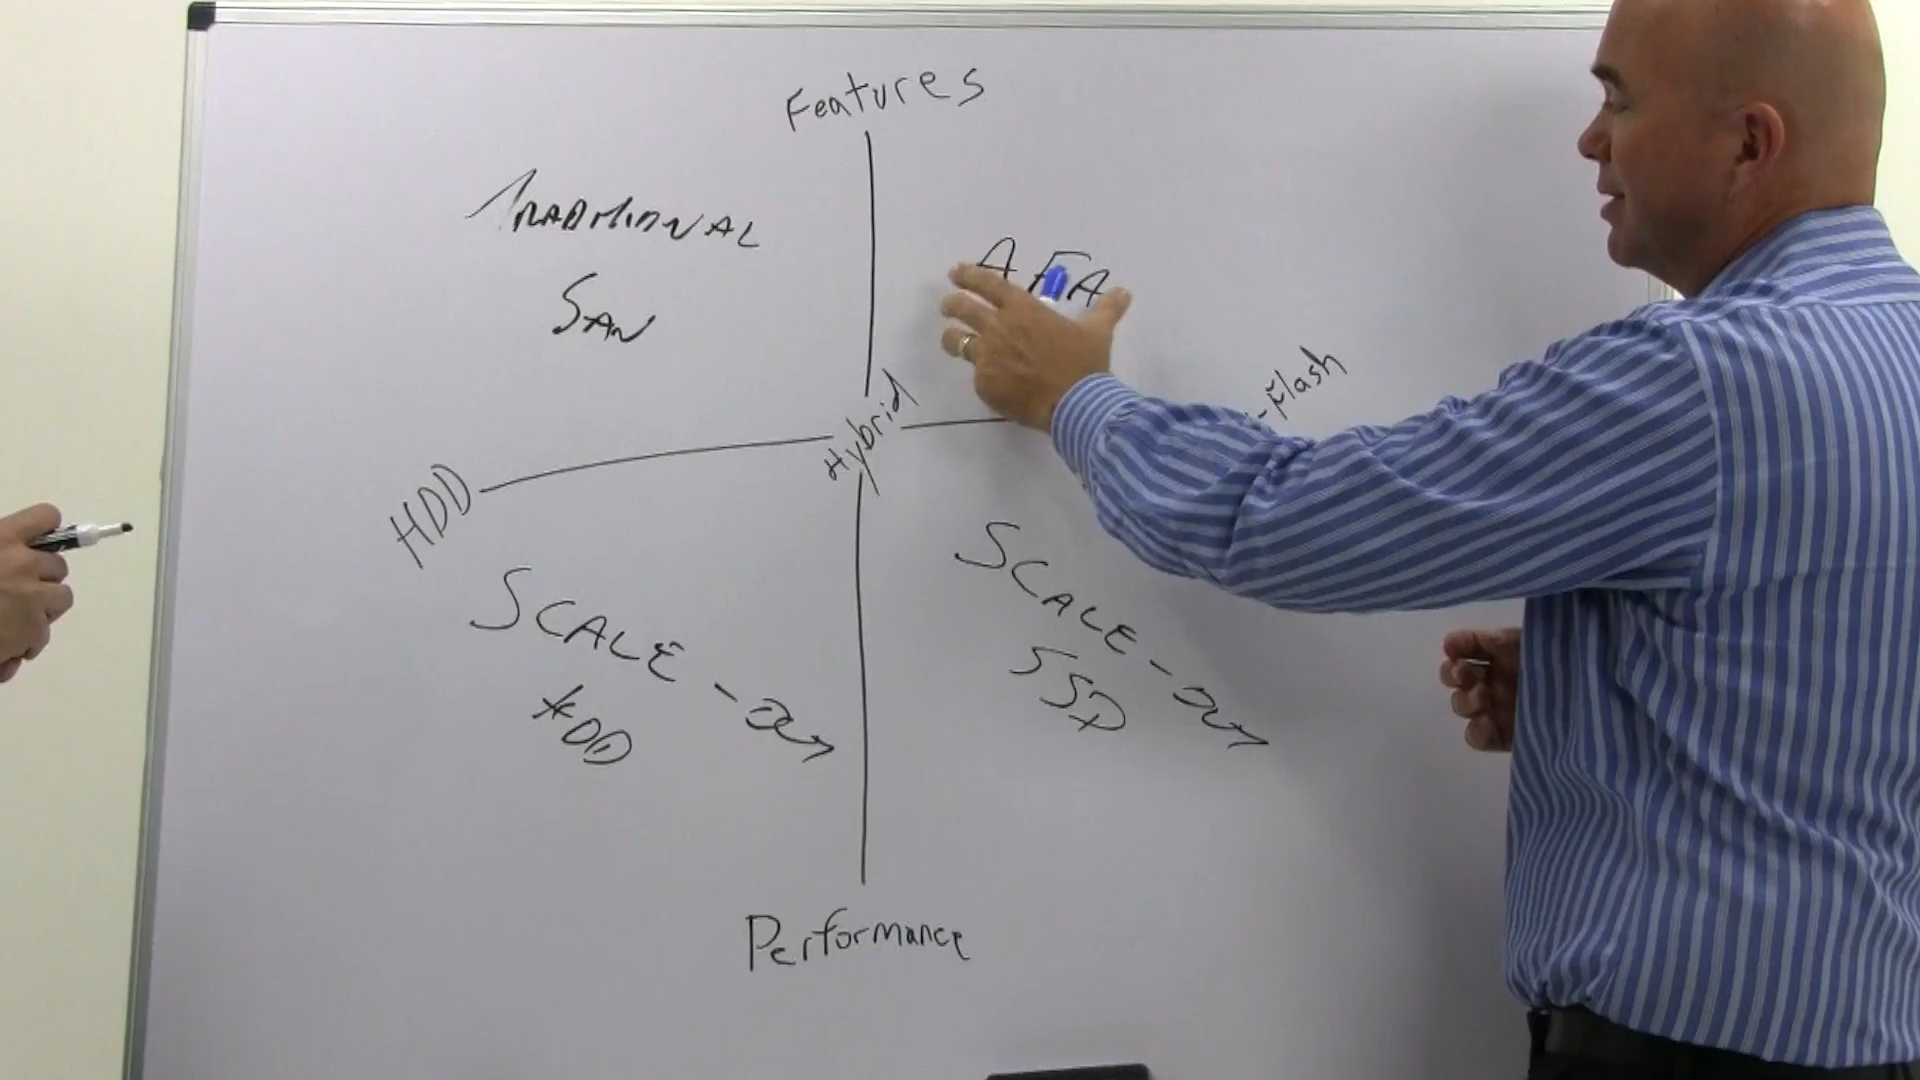 Features
TRADITIONAL
SAN
AFA
-Flash
Hybrid
HDD
SCALE-OUT
HDD
SCALE-OUT
SSD
Performance